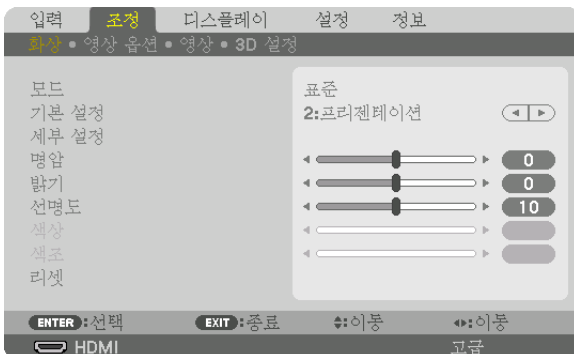 입력 조정 디스플레이 설정 정보
화상 • 영상 옵션 • 영상 • 3D 설정
모드 표준
기본 설정 2:프리젠테이션
세부 설정
명암 0
밝기 0
선명도 10
색상
색조
리셋
ENTER:선택 EXIT:종료 :이동 :이동
HDMI 고급